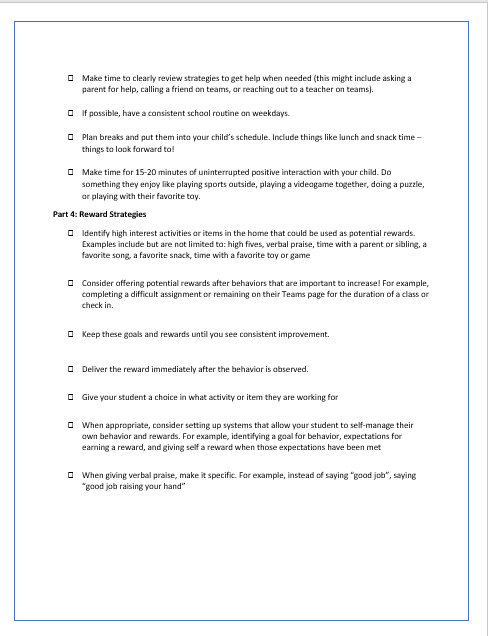 ☐ Make time to clearly review strategies to get help when needed (this might include asking a
parent for help, calling a friend on teams, or reaching out to a teacher on teams).
☐ If possible, have a consistent school routine on weekdays.
☐ Plan breaks and put them into your child's schedule. Include things like lunch and snack time –
things to look forward to!
☐ Make time for 15-20 minutes of uninterrupted positive interaction with your child. Do
something they enjoy like playing sports outside, playing a videogame together, doing a puzzle,
or playing with their favorite toy.
Part 4: Reward Strategies
☐ Identify high interest activities or items in the home that could be used as potential rewards.
Examples include but are not limited to: high fives, verbal praise, time with a parent or sibling, a
favorite song, a favorite snack, time with a favorite toy or game
☐ Consider offering potential rewards after behaviors that are important to increase! For example,
completing a difficult assignment or remaining on their Teams page for the duration of a class or
check in.
☐ Keep these goals and rewards until you see consistent improvement.
☐ Deliver the reward immediately after the behavior is observed.
☐ Give your student a choice in what activity or item they are working for
☐ When appropriate, consider setting up systems that allow your student to self-manage their
own behavior and rewards. For example, identifying a goal for behavior, expectations for
earning a reward, and giving self a reward when those expectations have been met
☐ When giving verbal praise, make it specific. For example, instead of saying “good job”, saying
“good job raising your hand”